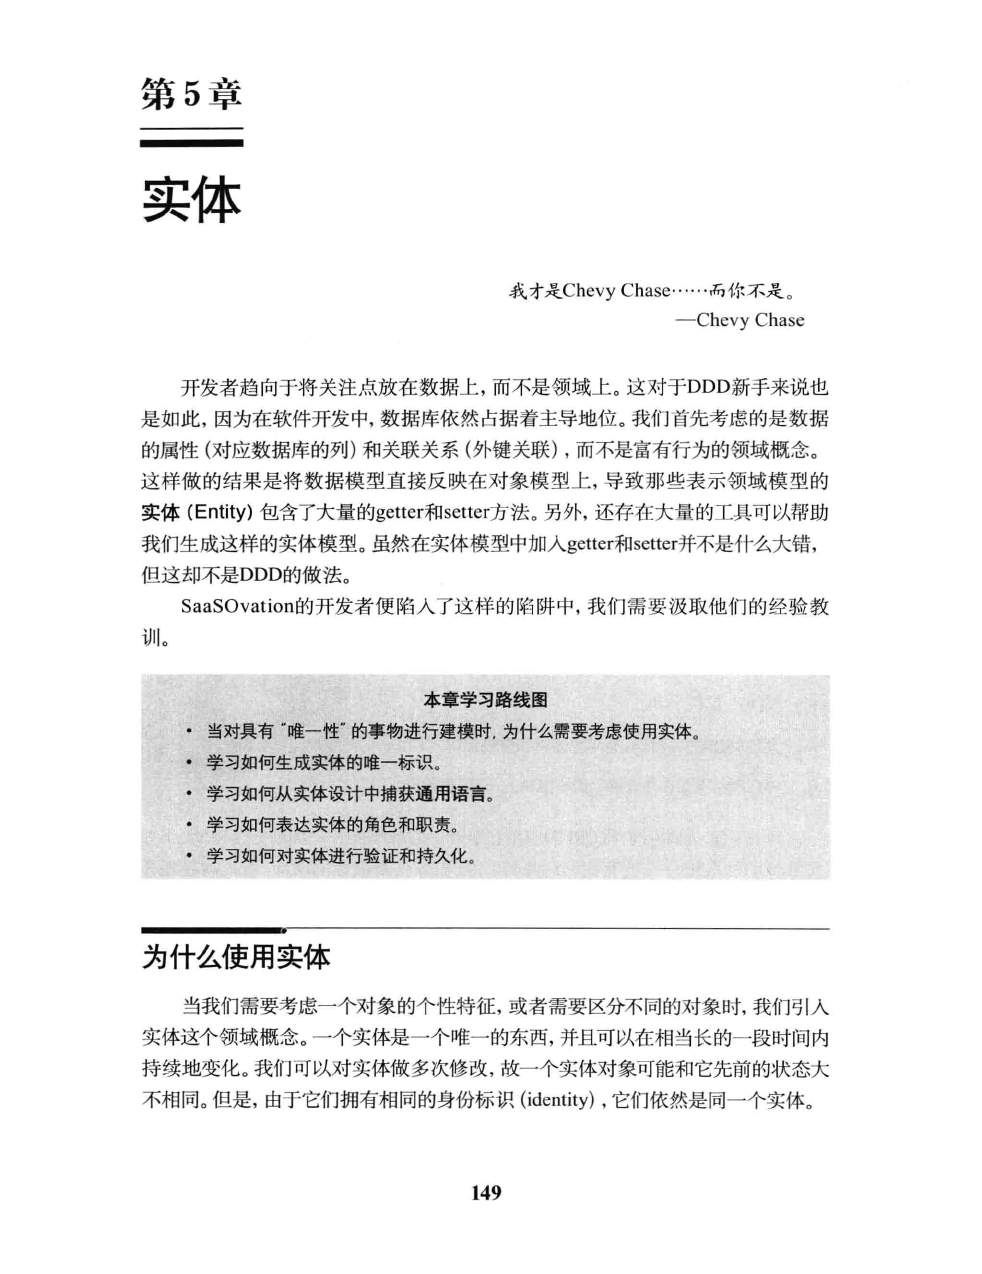 第5章
实体
我才是Chevy Chase……而你不是。
—Chevy Chase
开发者趋向于将关注点放在数据上，而不是领域上。这对于DDD新手来说也
是如此，因为在软件开发中，数据库依然占据着主导地位。我们首先考虑的是数据
的属性（对应数据库的列）和关联关系（外键关联），而不是富有行为的领域概念。
这样做的结果是将数据模型直接反映在对象模型上，导致那些表示领域模型的
实体（Entity）包含了大量的getter和setter方法。另外，还存在大量的工具可以帮助
我们生成这样的实体模型。虽然在实体模型中加入getter和setter并不是什么大错，
但这却不是DDD的做法。
SaaSOvation的开发者便陷入了这样的陷阱中，我们需要汲取他们的经验教
训。
本章学习路线图
• 当对具有“唯一性”的事物进行建模时，为什么需要考虑使用实体。
• 学习如何生成实体的唯一标识。
• 学习如何从实体设计中捕获通用语言。
• 学习如何表达实体的角色和职责。
• 学习如何对实体进行验证和持久化。
为什么使用实体
当我们需要考虑一个对象的个性特征，或者需要区分不同的对象时，我们引入
实体这个领域概念。一个实体是一个唯一的东西，并且可以在相当长的一段时间内
持续地变化。我们可以对实体做多次修改，故一个实体对象可能和它先前的状态大
不相同。但是，由于它们拥有相同的身份标识（identity），它们依然是同一个实体。
149